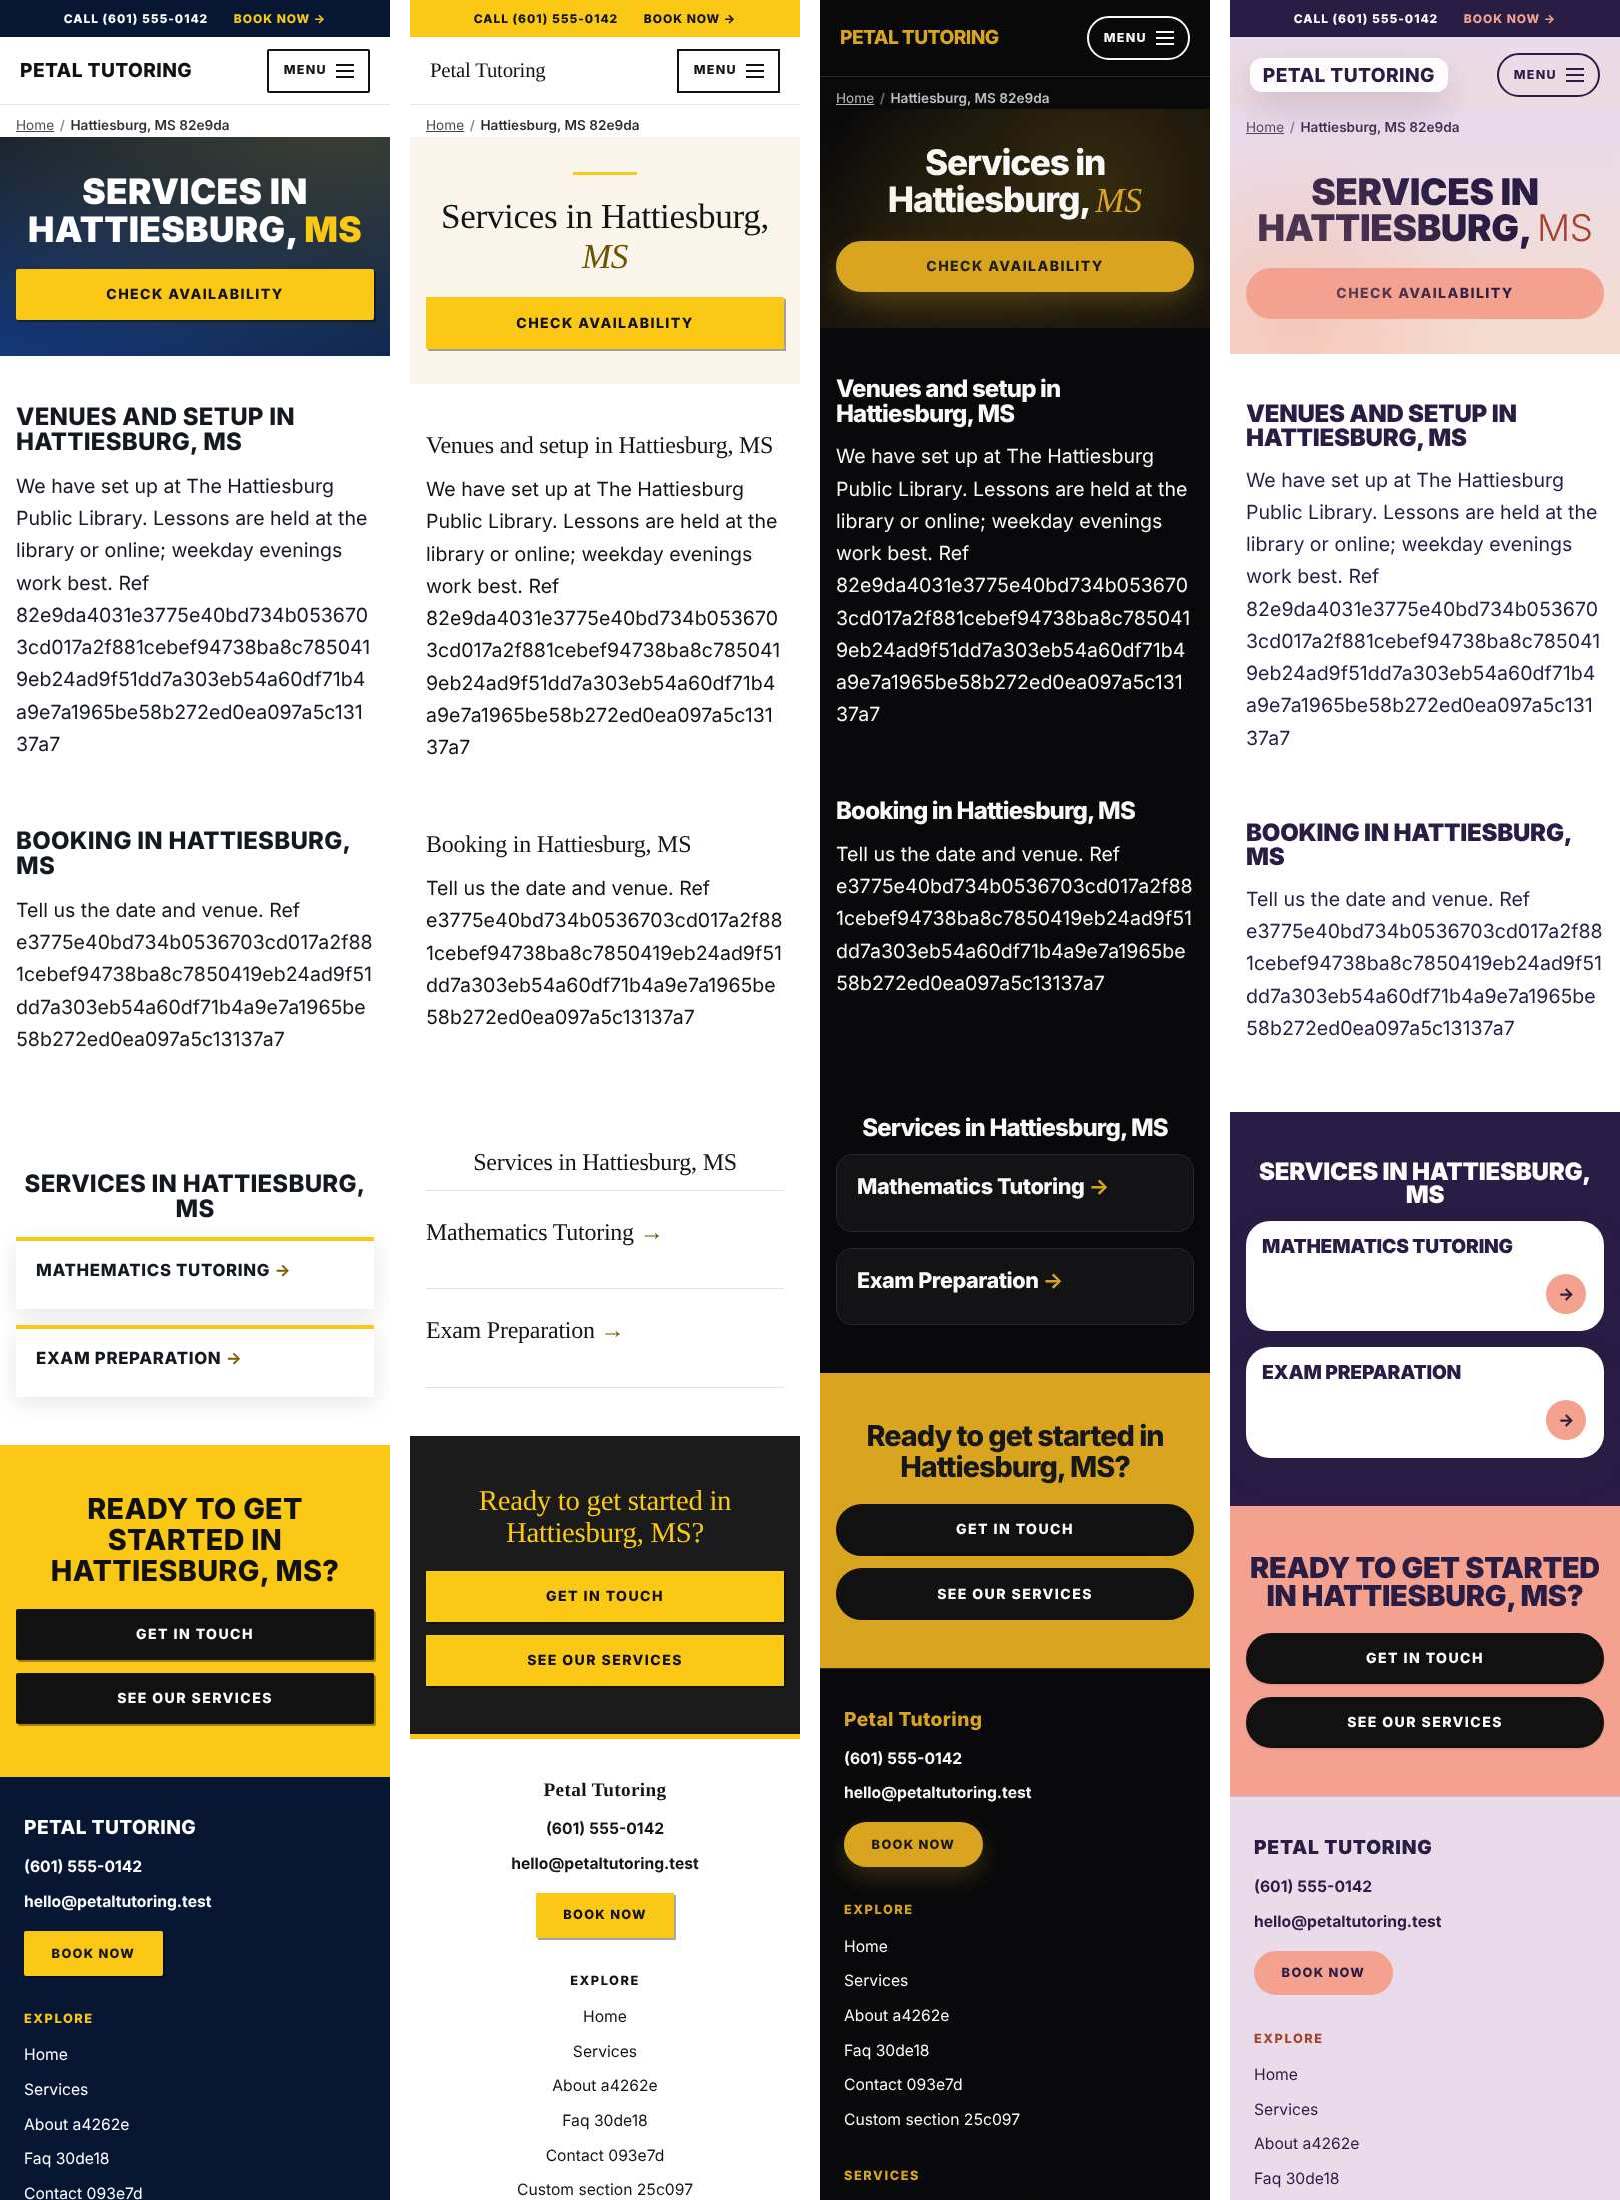 CALL (601) 555-0142 BOOK NOW →
PETAL TUTORING
MENU
Home / Hattiesburg, MS 82e9da
SERVICES IN
HATTIESBURG, MS
CHECK AVAILABILITY
VENUES AND SETUP IN
HATTIESBURG, MS
We have set up at The Hattiesburg
Public Library. Lessons are held at the
library or online; weekday evenings
work best. Ref
82e9da4031e3775e40bd734b053670
3cd017a2f881cebef94738ba8c785041
9eb24ad9f51dd7a303eb54a60df71b4
a9e7a1965be58b272ed0ea097a5c131
37a7
BOOKING IN HATTIESBURG,
MS
Tell us the date and venue. Ref
e3775e40bd734b0536703cd017a2f88
1cebef94738ba8c7850419eb24ad9f51
dd7a303eb54a60df71b4a9e7a1965be
58b272ed0ea097a5c13137a7
SERVICES IN HATTIESBURG,
MS
MATHEMATICS TUTORING →
EXAM PREPARATION →
READY TO GET
STARTED IN
HATTIESBURG, MS?
GET IN TOUCH
SEE OUR SERVICES
PETAL TUTORING
(601) 555-0142
hello@petaltutoring.test
BOOK NOW
EXPLORE
Home
Services
About a4262e
Faq 30de18
Contact 093e7d
CALL (601) 555-0142 BOOK NOW →
Petal Tutoring
MENU
Home / Hattiesburg, MS 82e9da
Services in Hattiesburg,
MS
CHECK AVAILABILITY
Venues and setup in Hattiesburg, MS
We have set up at The Hattiesburg
Public Library. Lessons are held at the
library or online; weekday evenings
work best. Ref
82e9da4031e3775e40bd734b053670
3cd017a2f881cebef94738ba8c785041
9eb24ad9f51dd7a303eb54a60df71b4
a9e7a1965be58b272ed0ea097a5c131
37a7
Booking in Hattiesburg, MS
Tell us the date and venue. Ref
e3775e40bd734b0536703cd017a2f88
1cebef94738ba8c7850419eb24ad9f51
dd7a303eb54a60df71b4a9e7a1965be
58b272ed0ea097a5c13137a7
Services in Hattiesburg, MS
Mathematics Tutoring →
Exam Preparation →
Ready to get started in
Hattiesburg, MS?
GET IN TOUCH
SEE OUR SERVICES
Petal Tutoring
(601) 555-0142
hello@petaltutoring.test
BOOK NOW
EXPLORE
Home
Services
About a4262e
Faq 30de18
Contact 093e7d
Custom section 25c097
PETAL TUTORING
MENU
Home / Hattiesburg, MS 82e9da
Services in
Hattiesburg, MS
CHECK AVAILABILITY
Venues and setup in
Hattiesburg, MS
We have set up at The Hattiesburg
Public Library. Lessons are held at the
library or online; weekday evenings
work best. Ref
82e9da4031e3775e40bd734b053670
3cd017a2f881cebef94738ba8c785041
9eb24ad9f51dd7a303eb54a60df71b4
a9e7a1965be58b272ed0ea097a5c131
37a7
Booking in Hattiesburg, MS
Tell us the date and venue. Ref
e3775e40bd734b0536703cd017a2f88
1cebef94738ba8c7850419eb24ad9f51
dd7a303eb54a60df71b4a9e7a1965be
58b272ed0ea097a5c13137a7
Services in Hattiesburg, MS
Mathematics Tutoring →
Exam Preparation →
Ready to get started in
Hattiesburg, MS?
GET IN TOUCH
SEE OUR SERVICES
Petal Tutoring
(601) 555-0142
hello@petaltutoring.test
BOOK NOW
EXPLORE
Home
Services
About a4262e
Faq 30de18
Contact 093e7d
Custom section 25c097
SERVICES
CALL (601) 555-0142 BOOK NOW →
PETAL TUTORING
MENU
Home / Hattiesburg, MS 82e9da
SERVICES IN
HATTIESBURG, MS
CHECK AVAILABILITY
VENUES AND SETUP IN
HATTIESBURG, MS
We have set up at The Hattiesburg
Public Library. Lessons are held at the
library or online; weekday evenings
work best. Ref
82e9da4031e3775e40bd734b053670
3cd017a2f881cebef94738ba8c785041
9eb24ad9f51dd7a303eb54a60df71b4
a9e7a1965be58b272ed0ea097a5c131
37a7
BOOKING IN HATTIESBURG,
MS
Tell us the date and venue. Ref
e3775e40bd734b0536703cd017a2f88
1cebef94738ba8c7850419eb24ad9f51
dd7a303eb54a60df71b4a9e7a1965be
58b272ed0ea097a5c13137a7
SERVICES IN HATTIESBURG,
MS
MATHEMATICS TUTORING
→
EXAM PREPARATION
→
READY TO GET STARTED
IN HATTIESBURG, MS?
GET IN TOUCH
SEE OUR SERVICES
PETAL TUTORING
(601) 555-0142
hello@petaltutoring.test
BOOK NOW
EXPLORE
Home
Services
About a4262e
Faq 30de18